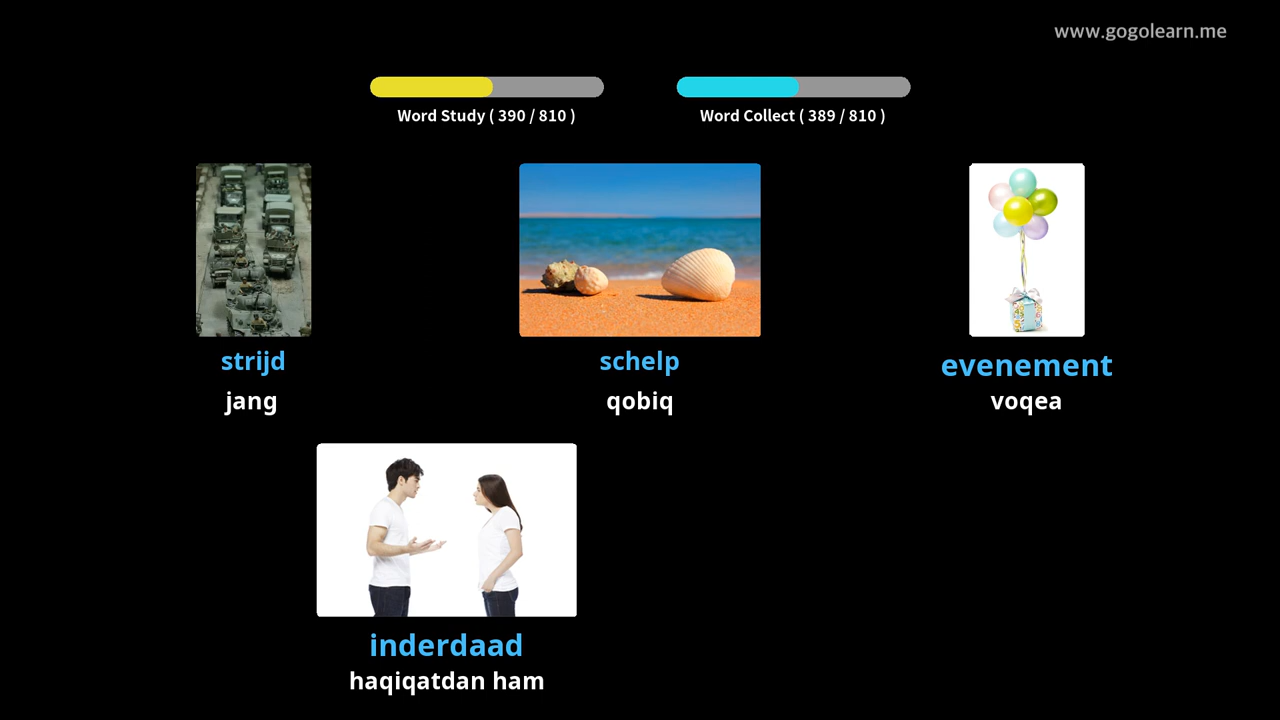 www.gogolearn.me
Word Study ( 390 / 810 )
Word Collect ( 389 / 810 )
strijd
jang
schelp
qobiq
evenement
voqea
inderdaad
haqiqatdan ham